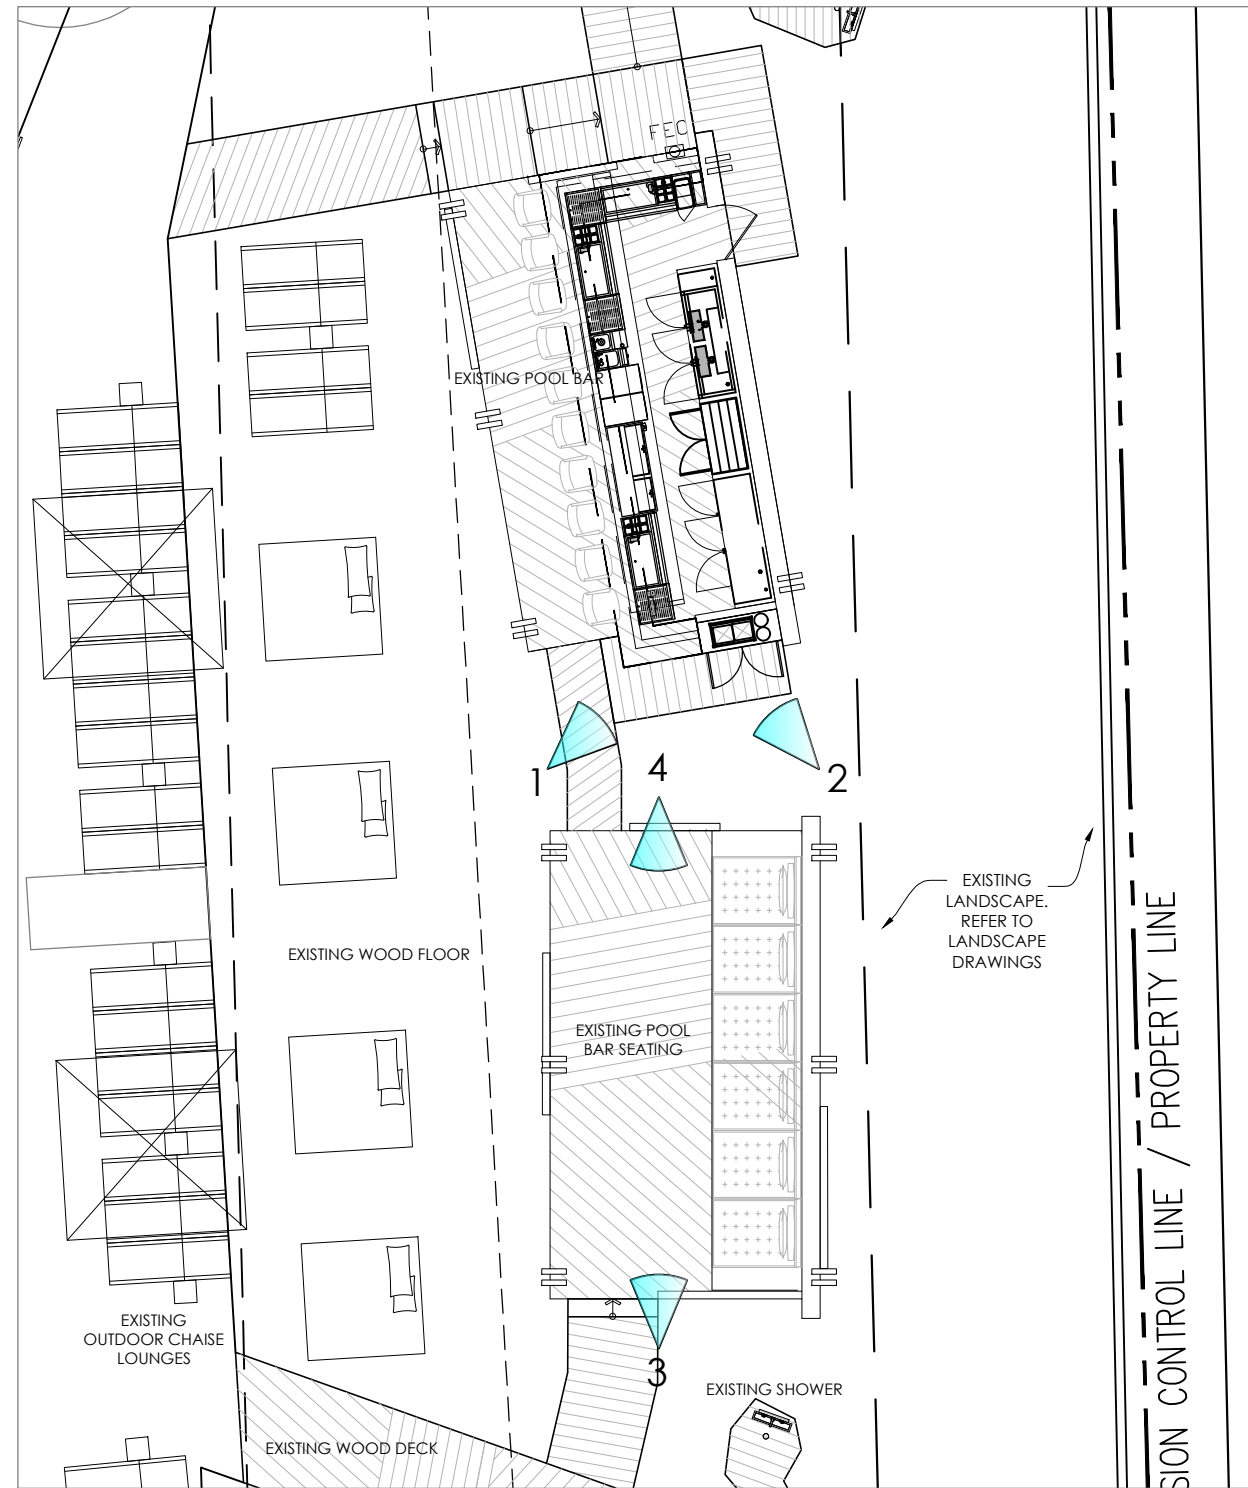 FEC
EXISTING POOL BAR
1
4
2
EXISTING
LANDSCAPE.
REFER TO
LANDSCAPE
DRAWINGS
EXISTING WOOD FLOOR
EXISTING POOL
BAR SEATING
SION CONTROL LINE / PROPERTY LINE
EXISTING
OUTDOOR CHAISE
LOUNGES
3
EXISTING SHOWER
EXISTING WOOD DECK